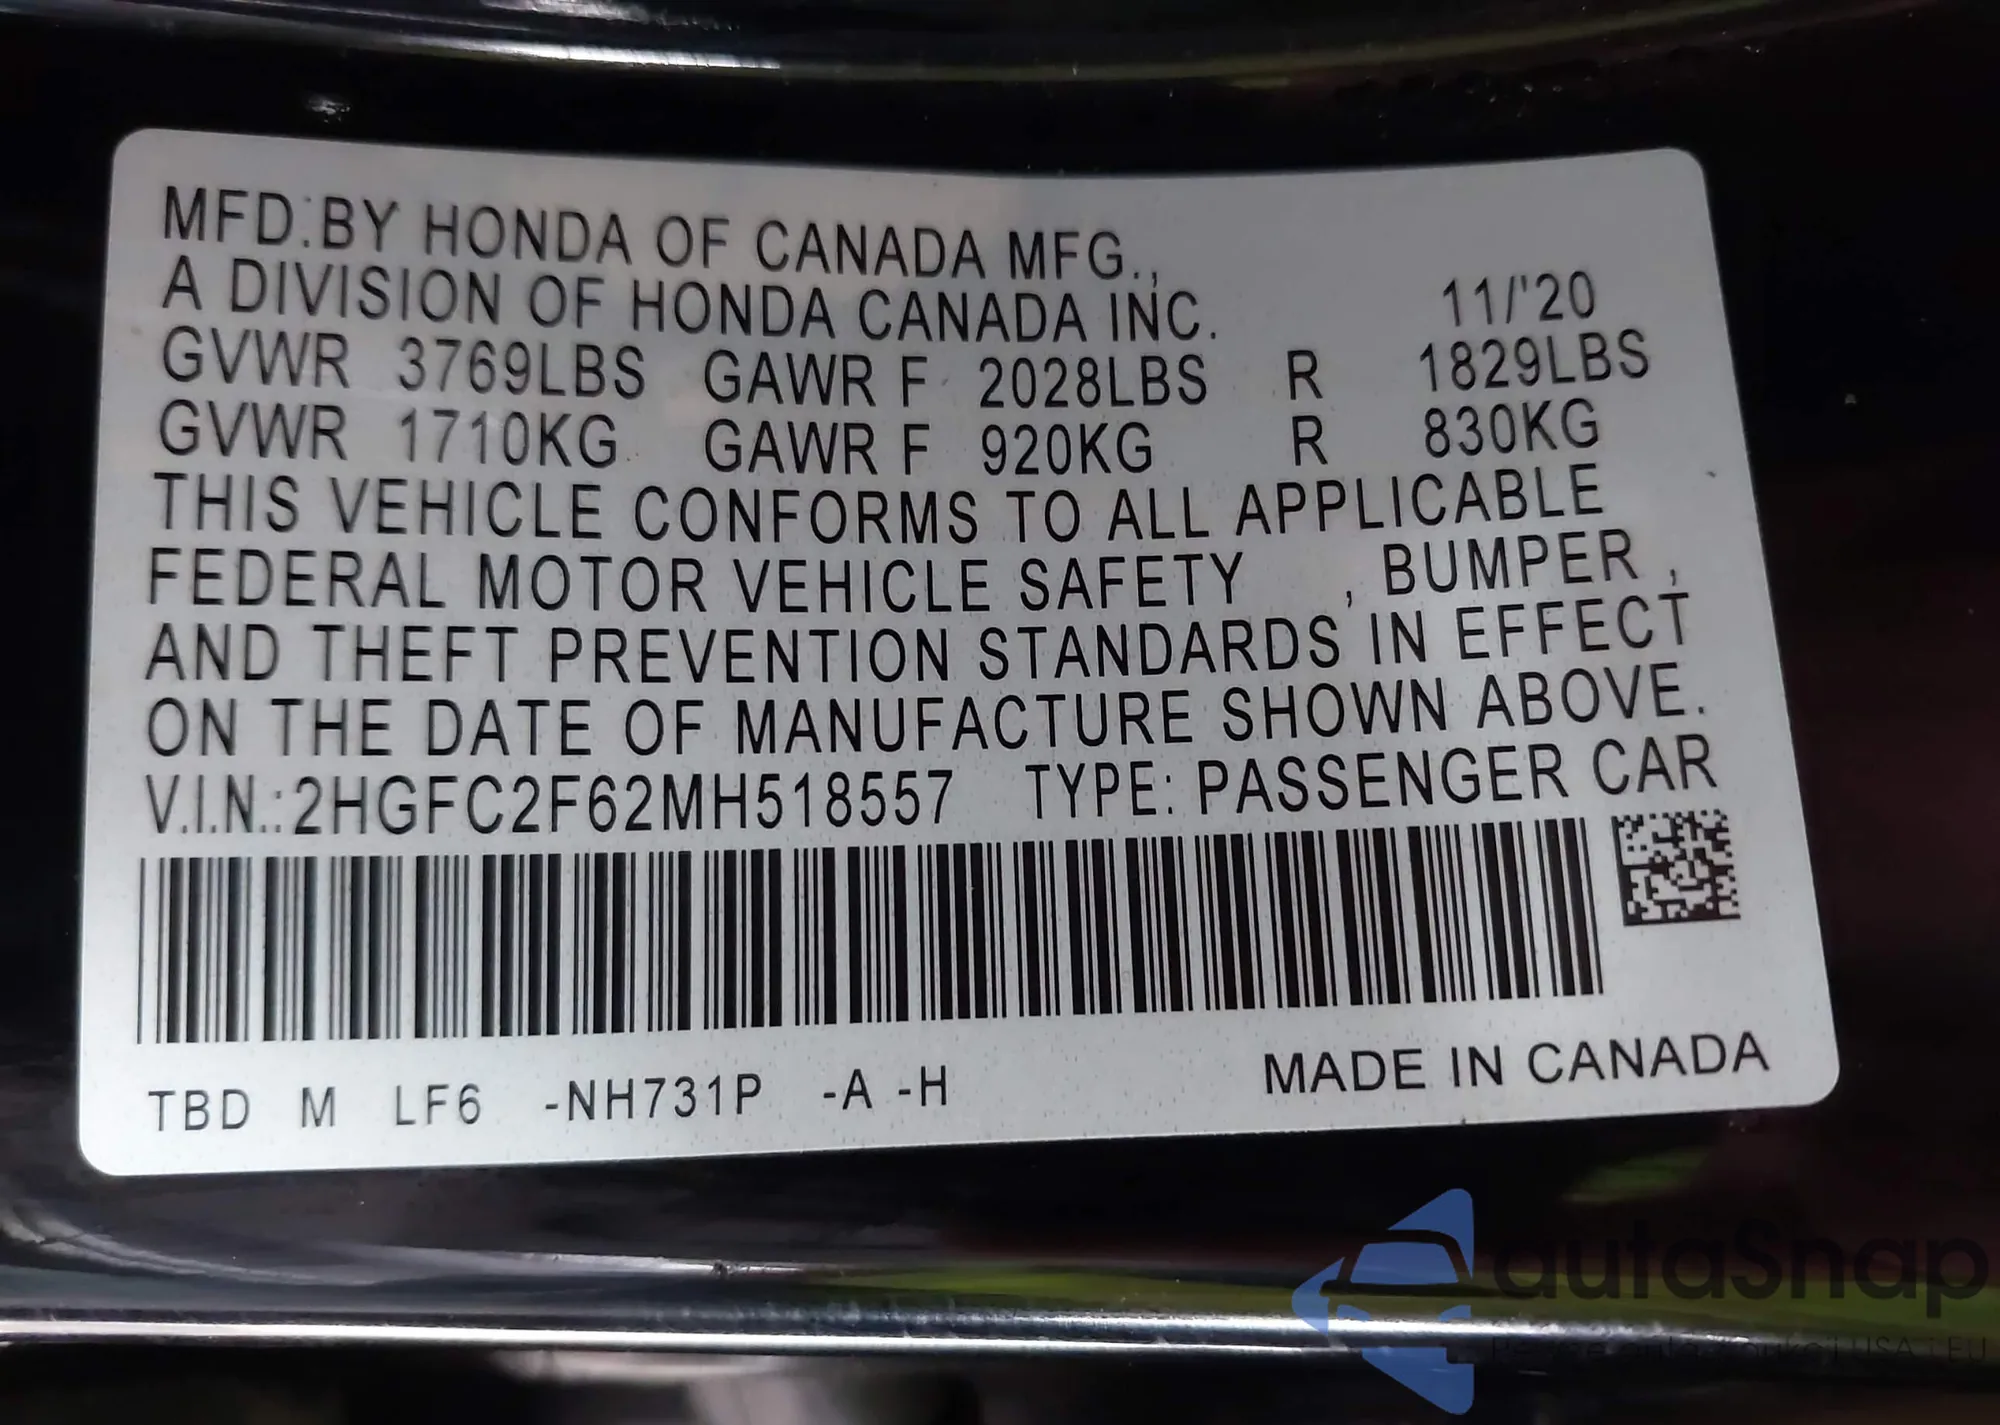 MFD.BY HONDA OF CANADA MFG.,
A DIVISION OF HONDA CANADA INC. 11/'20
GVWR 3769LBS GAWR F 2028LBS R 1829LBS
GVWR 1710KG GAWR F 920KG R 830KG
THIS VEHICLE CONFORMS TO ALL APPLICABLE
FEDERAL MOTOR VEHICLE SAFETY , BUMPER ,
AND THEFT PREVENTION STANDARDS IN EFFECT
ON THE DATE OF MANUFACTURE SHOWN ABOVE.
V.I.N.:2HGFC2F62MH518557 TYPE: PASSENGER CAR
TBD M LF6 -NH731P -A -H MADE IN CANADA
autaSnap
USA i EU